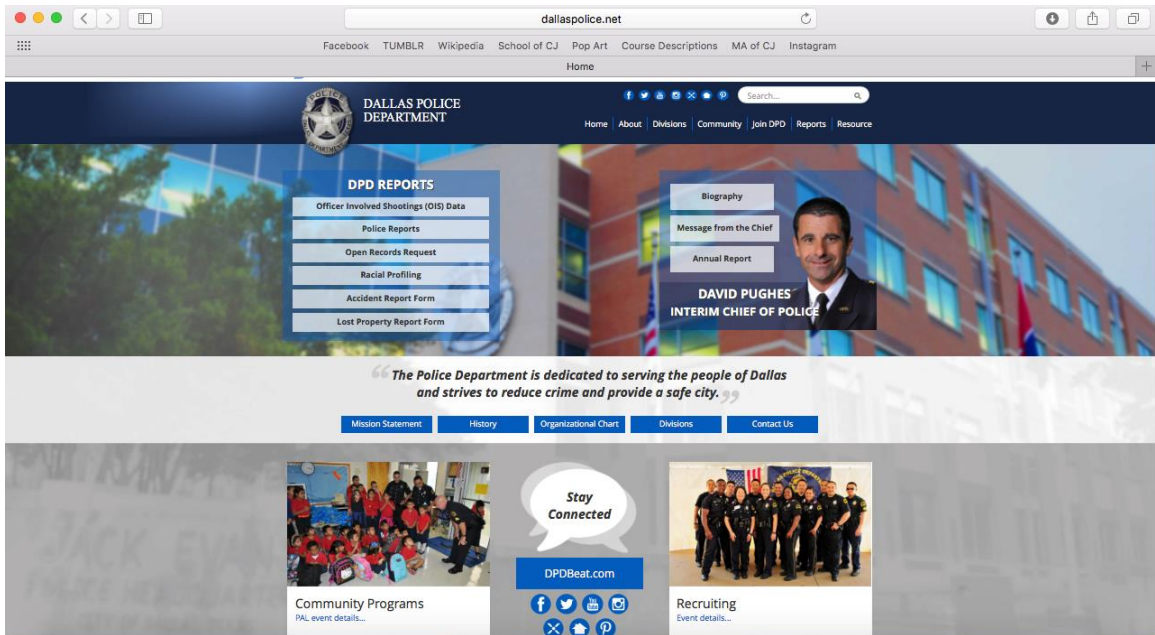 dallaspolice.net
Facebook TUMBLR Wikipedia School of CJ Pop Art Course Descriptions MA of CJ Instagram
Home
POLICE
DALLAS POLICE
DEPARTMENT
Search...
Home About Divisions Community Join DPD Reports Resource
DPD REPORTS
Officer Involved Shootings (OIS) Data
Police Reports
Open Records Request
Racial Profiling
Accident Report Form
Lost Property Report Form
Biography
Message from the Chief
Annual Report
DAVID PUGHES
INTERIM CHIEF OF POLICE
“The Police Department is dedicated to serving the people of Dallas
and strives to reduce crime and provide a safe city.”
Mission Statement History Organizational Chart Divisions Contact Us
Stay
Connected
DPDBeat.com
Community Programs
PAL event details...
Recruiting
Event details...